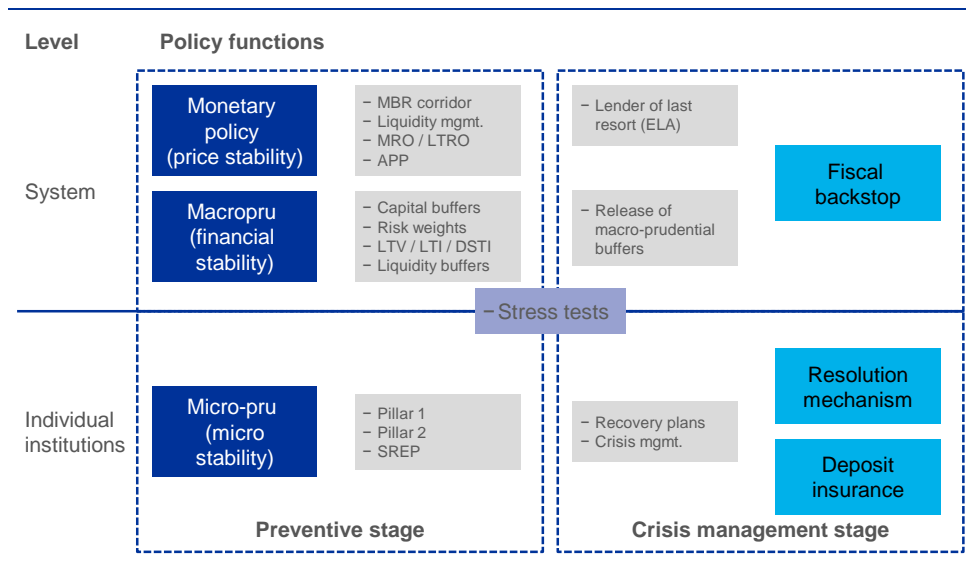 Level
Policy functions
Monetary
policy
(price stability)
− MBR corridor
− Liquidity mgmt.
− MRO / LTRO
− APP
− Lender of last
resort (ELA)
Fiscal
backstop
System
Macropru
(financial
stability)
− Capital buffers
− Risk weights
− LTV / LTI / DSTI
− Liquidity buffers
− Release of
macro-prudential
buffers
− Stress tests
Individual
institutions
Micro-pru
(micro
stability)
− Pillar 1
− Pillar 2
− SREP
− Recovery plans
− Crisis mgmt.
Resolution
mechanism
Deposit
insurance
Preventive stage
Crisis management stage